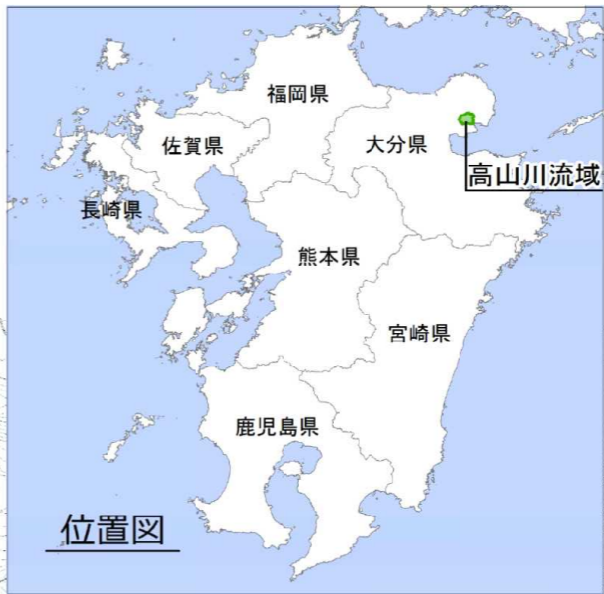 福岡県
佐賀県
大分県
高山川流域
長崎県
熊本県
宮崎県
鹿児島県
位置図